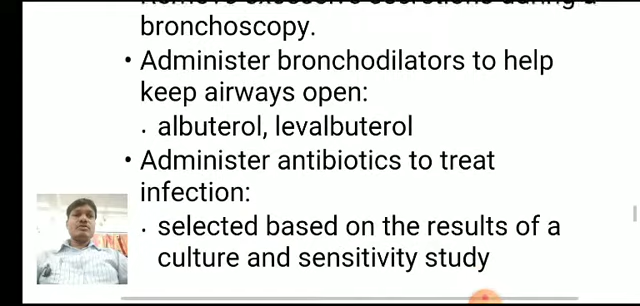 bronchoscopy.
• Administer bronchodilators to help
keep airways open:
· albuterol, levalbuterol
• Administer antibiotics to treat
infection:
· selected based on the results of a
culture and sensitivity study